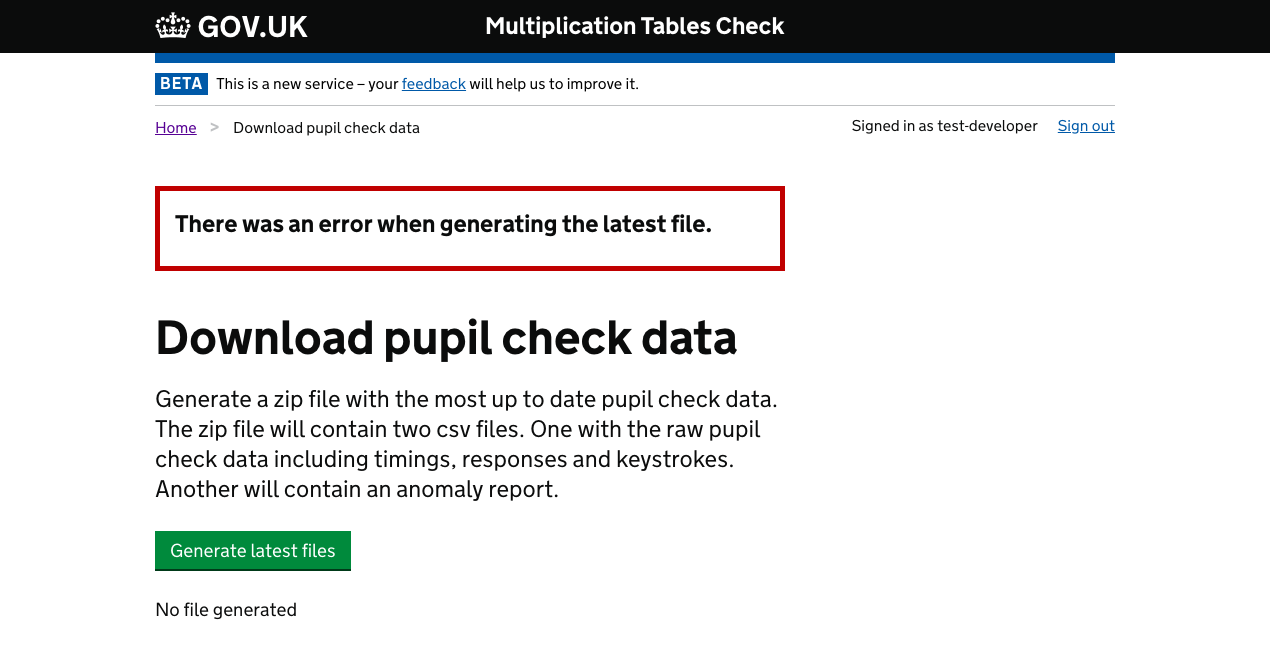 GOV.UK Multiplication Tables Check
BETA This is a new service – your feedback will help us to improve it.
Home > Download pupil check data Signed in as test-developer Sign out
There was an error when generating the latest file.
Download pupil check data
Generate a zip file with the most up to date pupil check data.
The zip file will contain two csv files. One with the raw pupil
check data including timings, responses and keystrokes.
Another will contain an anomaly report.
Generate latest files
No file generated